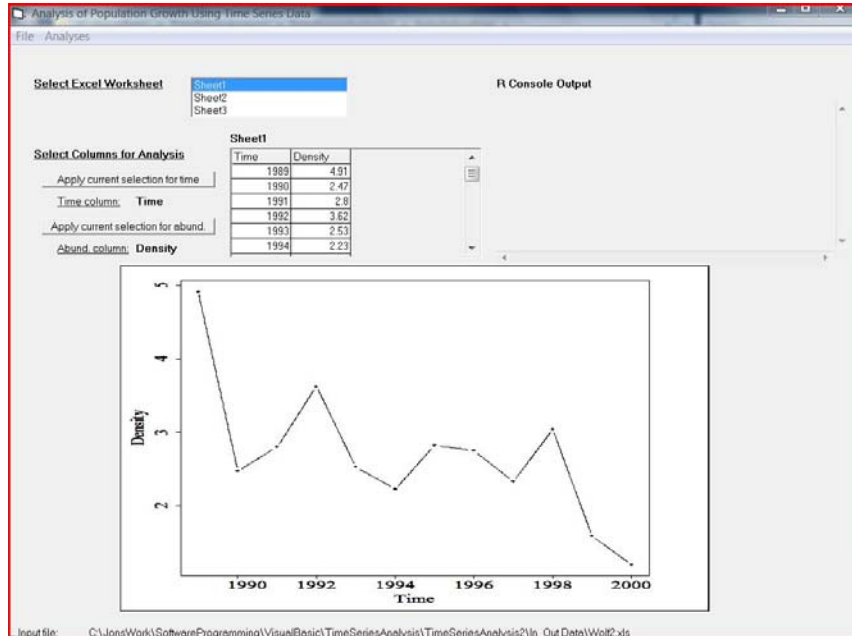 Analysis of Population Growth Using Time Series Data
File Analyses
Select Excel Worksheet
Sheet1
Sheet2
Sheet3
R Console Output
Sheet1
Select Columns for Analysis
Time Density
1989 4.91
1990 2.47
1991 2.8
1992 3.62
1993 2.53
1994 2.23
Apply current selection for time
Time column: Time
Apply current selection for abund.
Abund. column: Density
5
4
3
2
Density
1990 1992 1994 1996 1998 2000
Time
Input file: C:\JonsWork\SoftwareProgramming\VisualBasic\TimeSeriesAnalysis\TimeSeriesAnalysis2\In_Out Data\Wolf2.xls